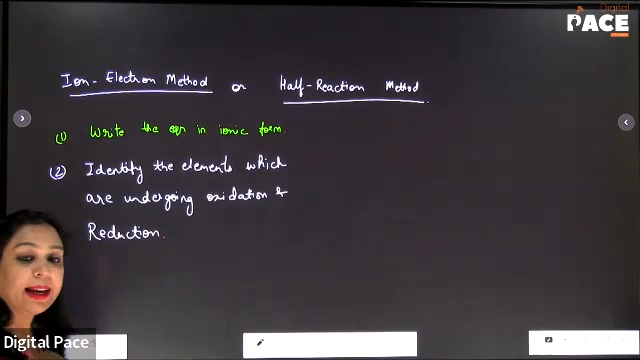 Digital
PACE
Ion-Electron Method or Half-Reaction Method
(1) Write the eqn in ionic form
(2) Identify the elements which
are undergoing oxidation &
Reduction.
Digital Pace